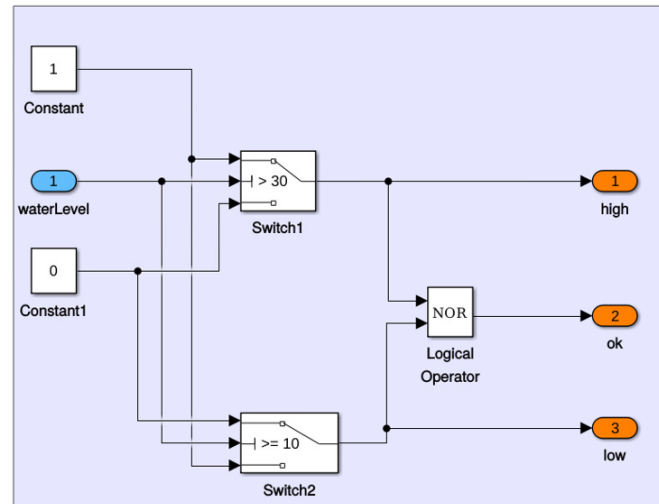 1
Constant
1
waterLevel
> 30
Switch1
1
high
0
Constant1
NOR
Logical
Operator
2
ok
>= 10
Switch2
3
low